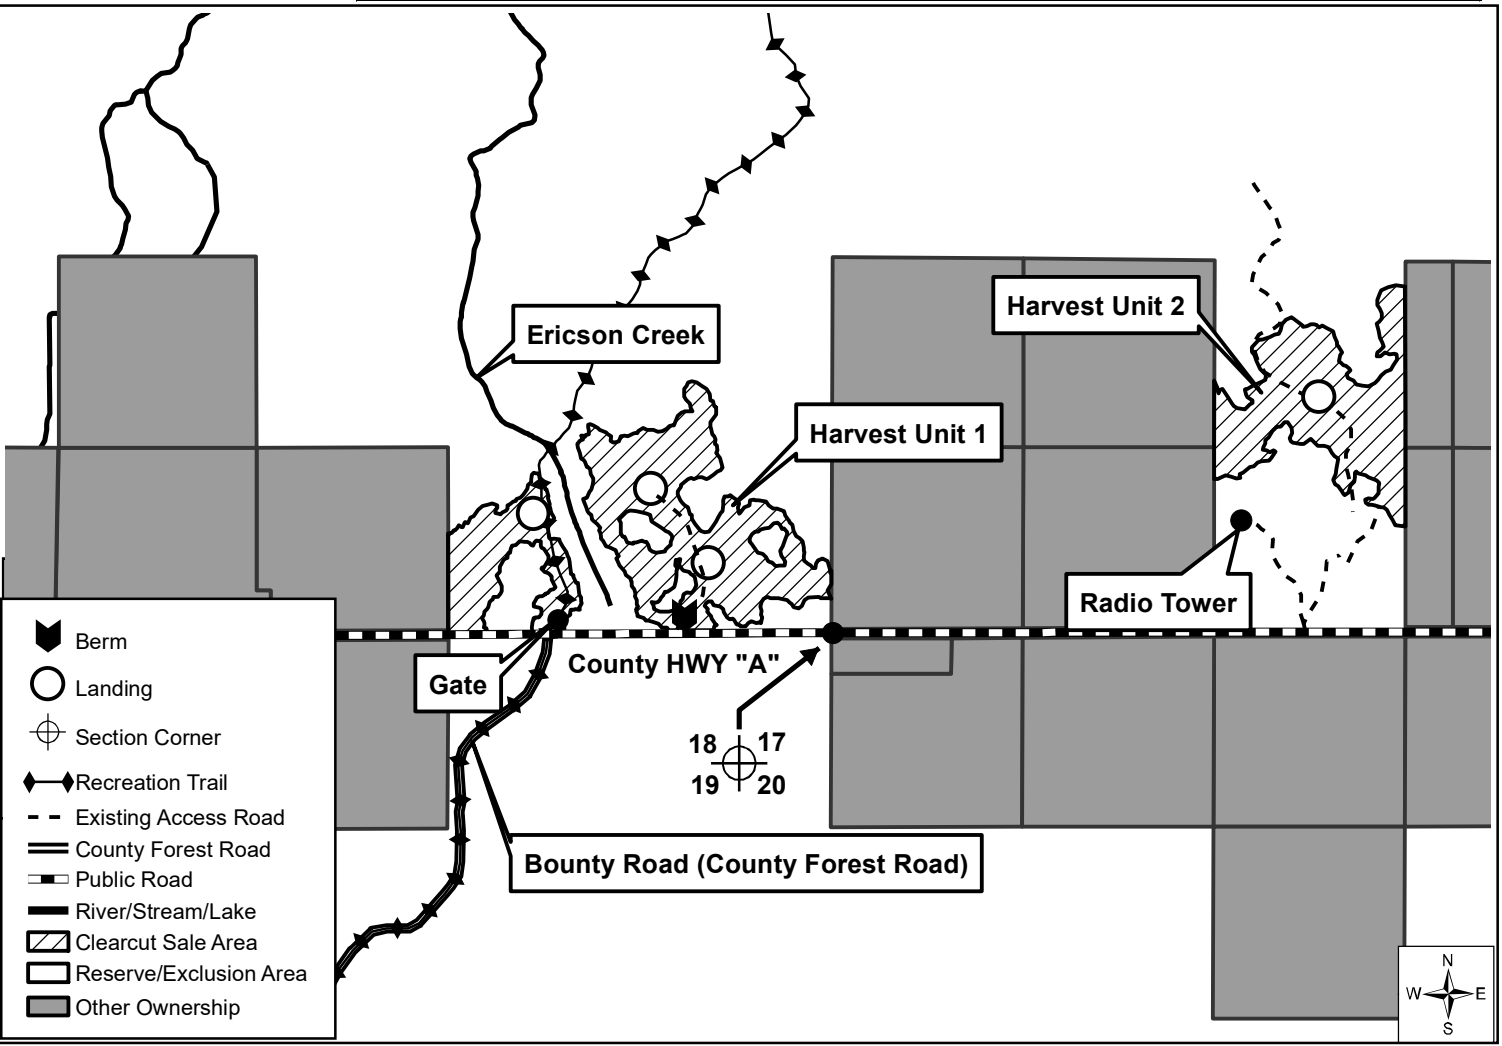 Ericson Creek
Harvest Unit 2
Harvest Unit 1
Radio Tower
County HWY "A"
Gate
18 17
19 20
Bounty Road (County Forest Road)
Berm
Landing
Section Corner
Recreation Trail
Existing Access Road
County Forest Road
Public Road
River/Stream/Lake
Clearcut Sale Area
Reserve/Exclusion Area
Other Ownership
N
W E
S